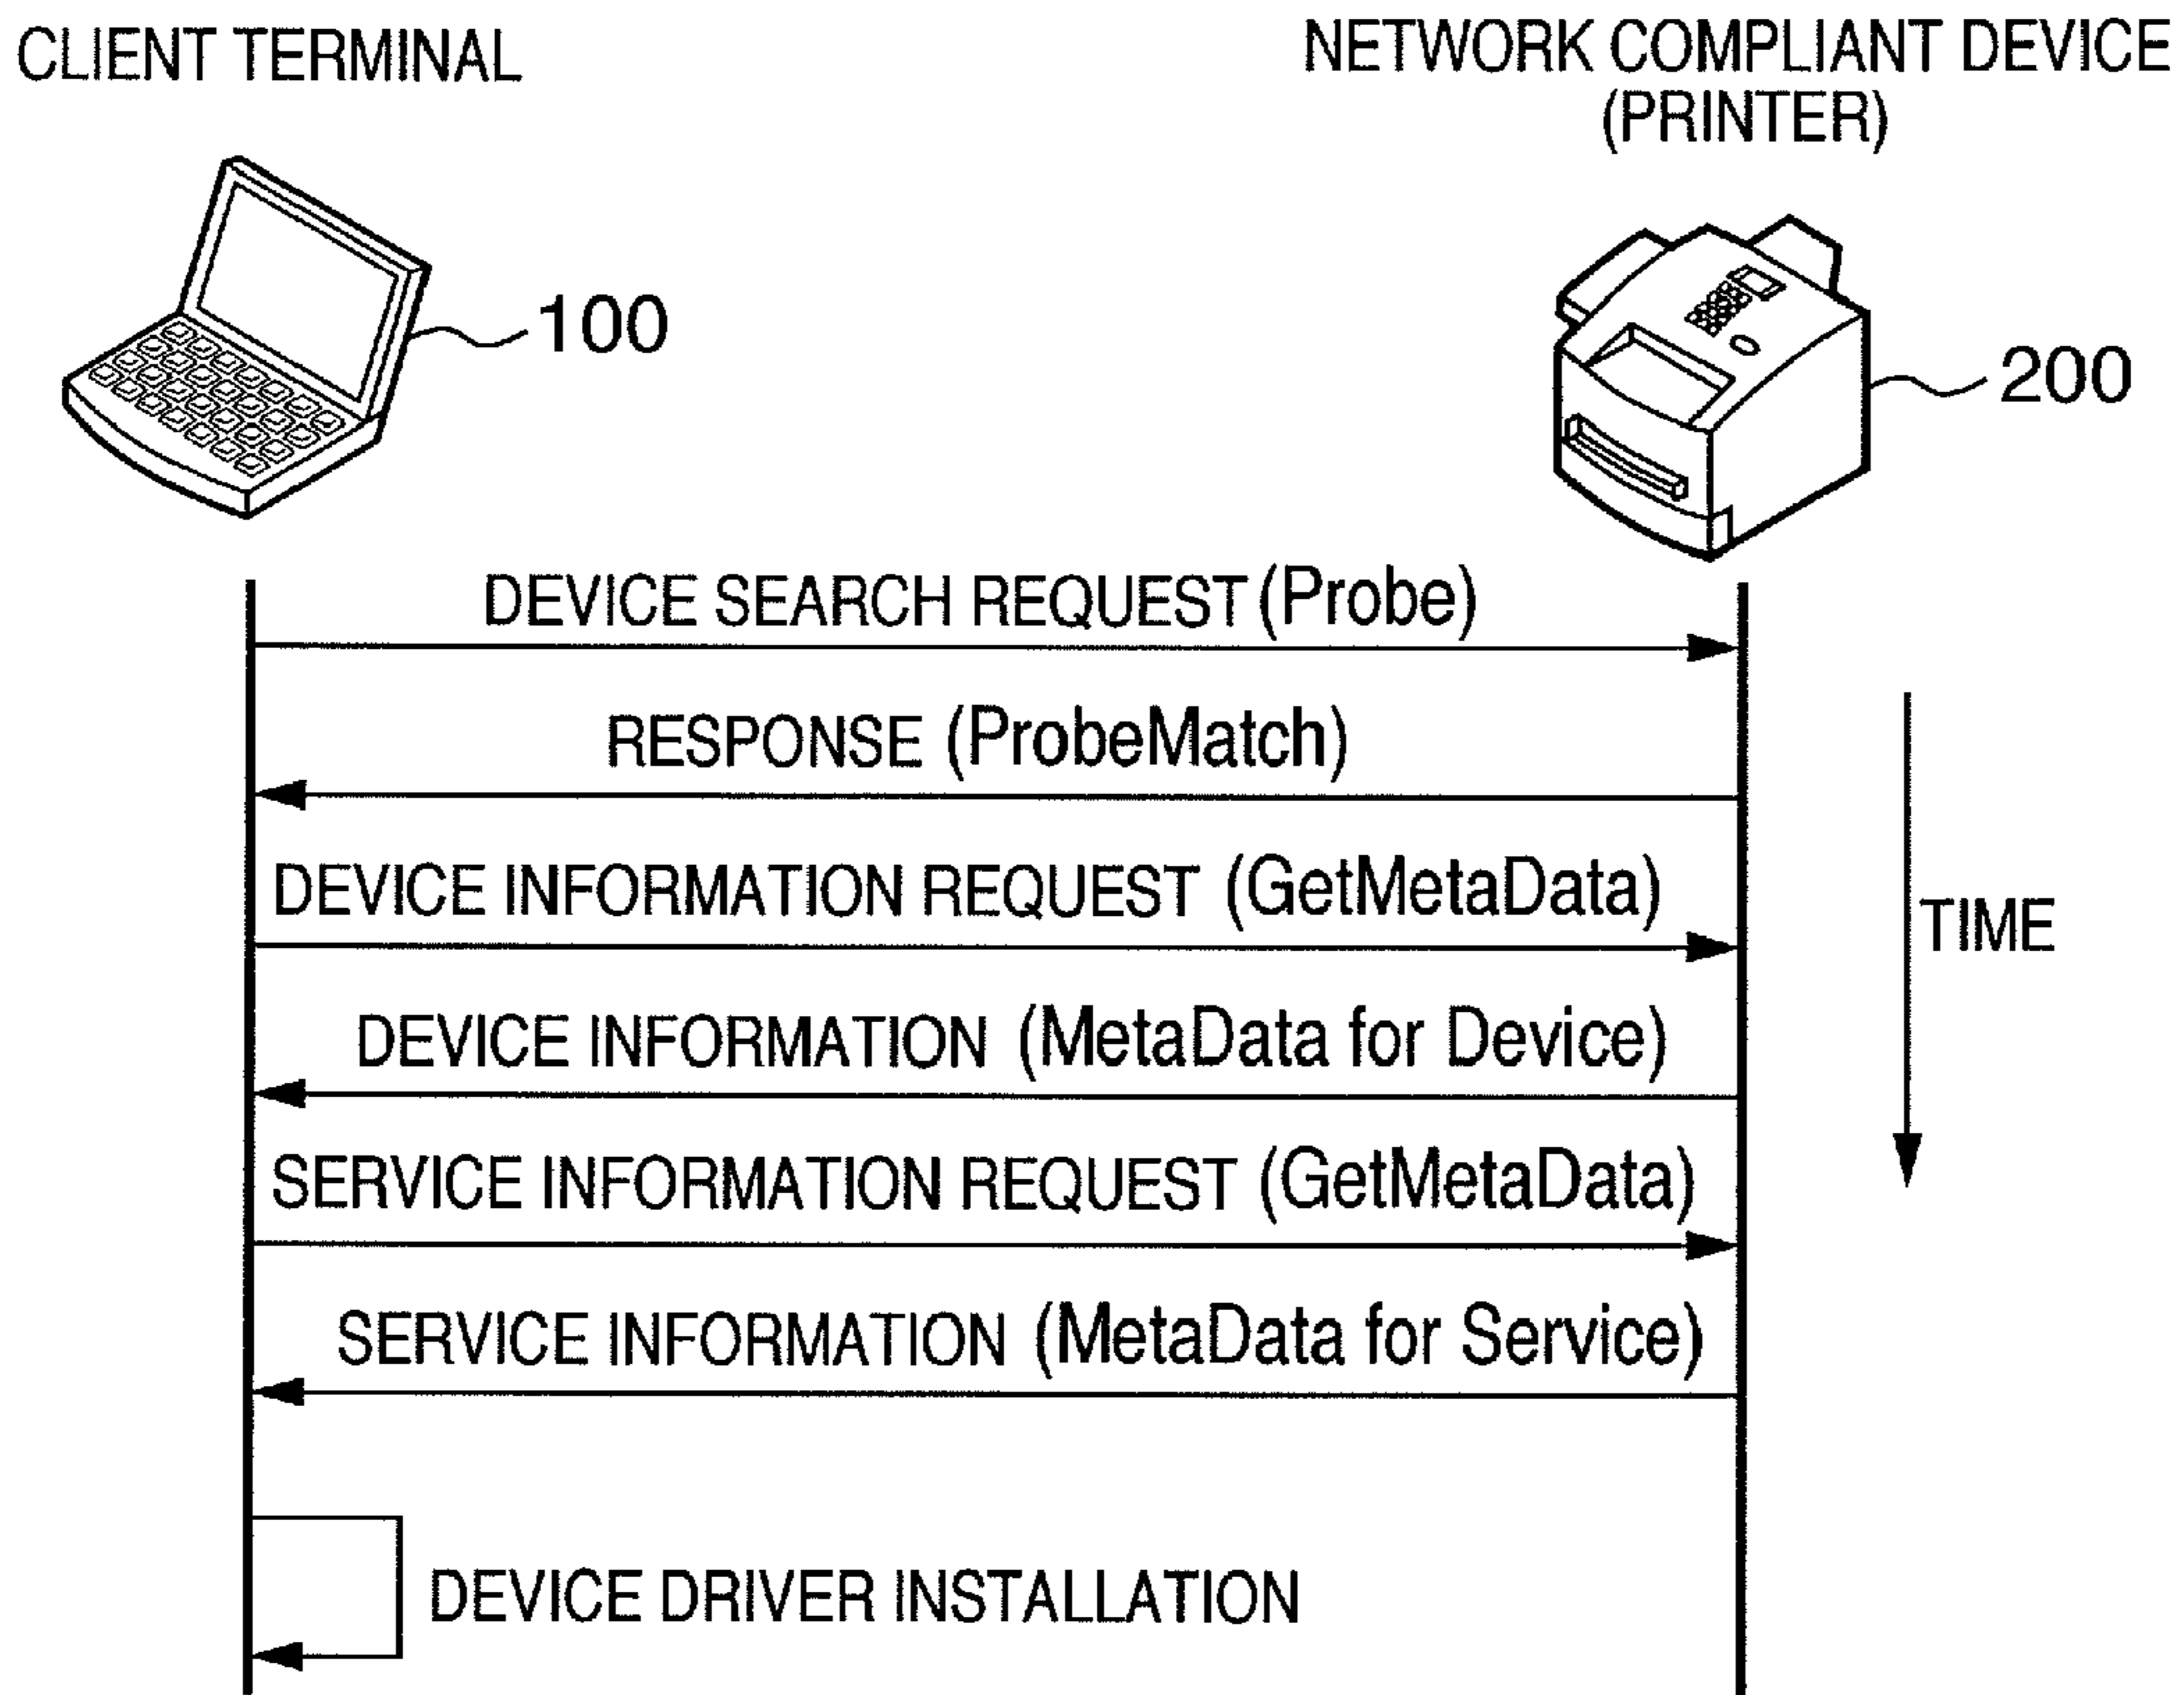 CLIENT TERMINAL
NETWORK COMPLIANT DEVICE
(PRINTER)
100
200
DEVICE SEARCH REQUEST (Probe)
RESPONSE (ProbeMatch)
DEVICE INFORMATION REQUEST (GetMetaData)
TIME
DEVICE INFORMATION (MetaData for Device)
SERVICE INFORMATION REQUEST (GetMetaData)
SERVICE INFORMATION (MetaData for Service)
DEVICE DRIVER INSTALLATION